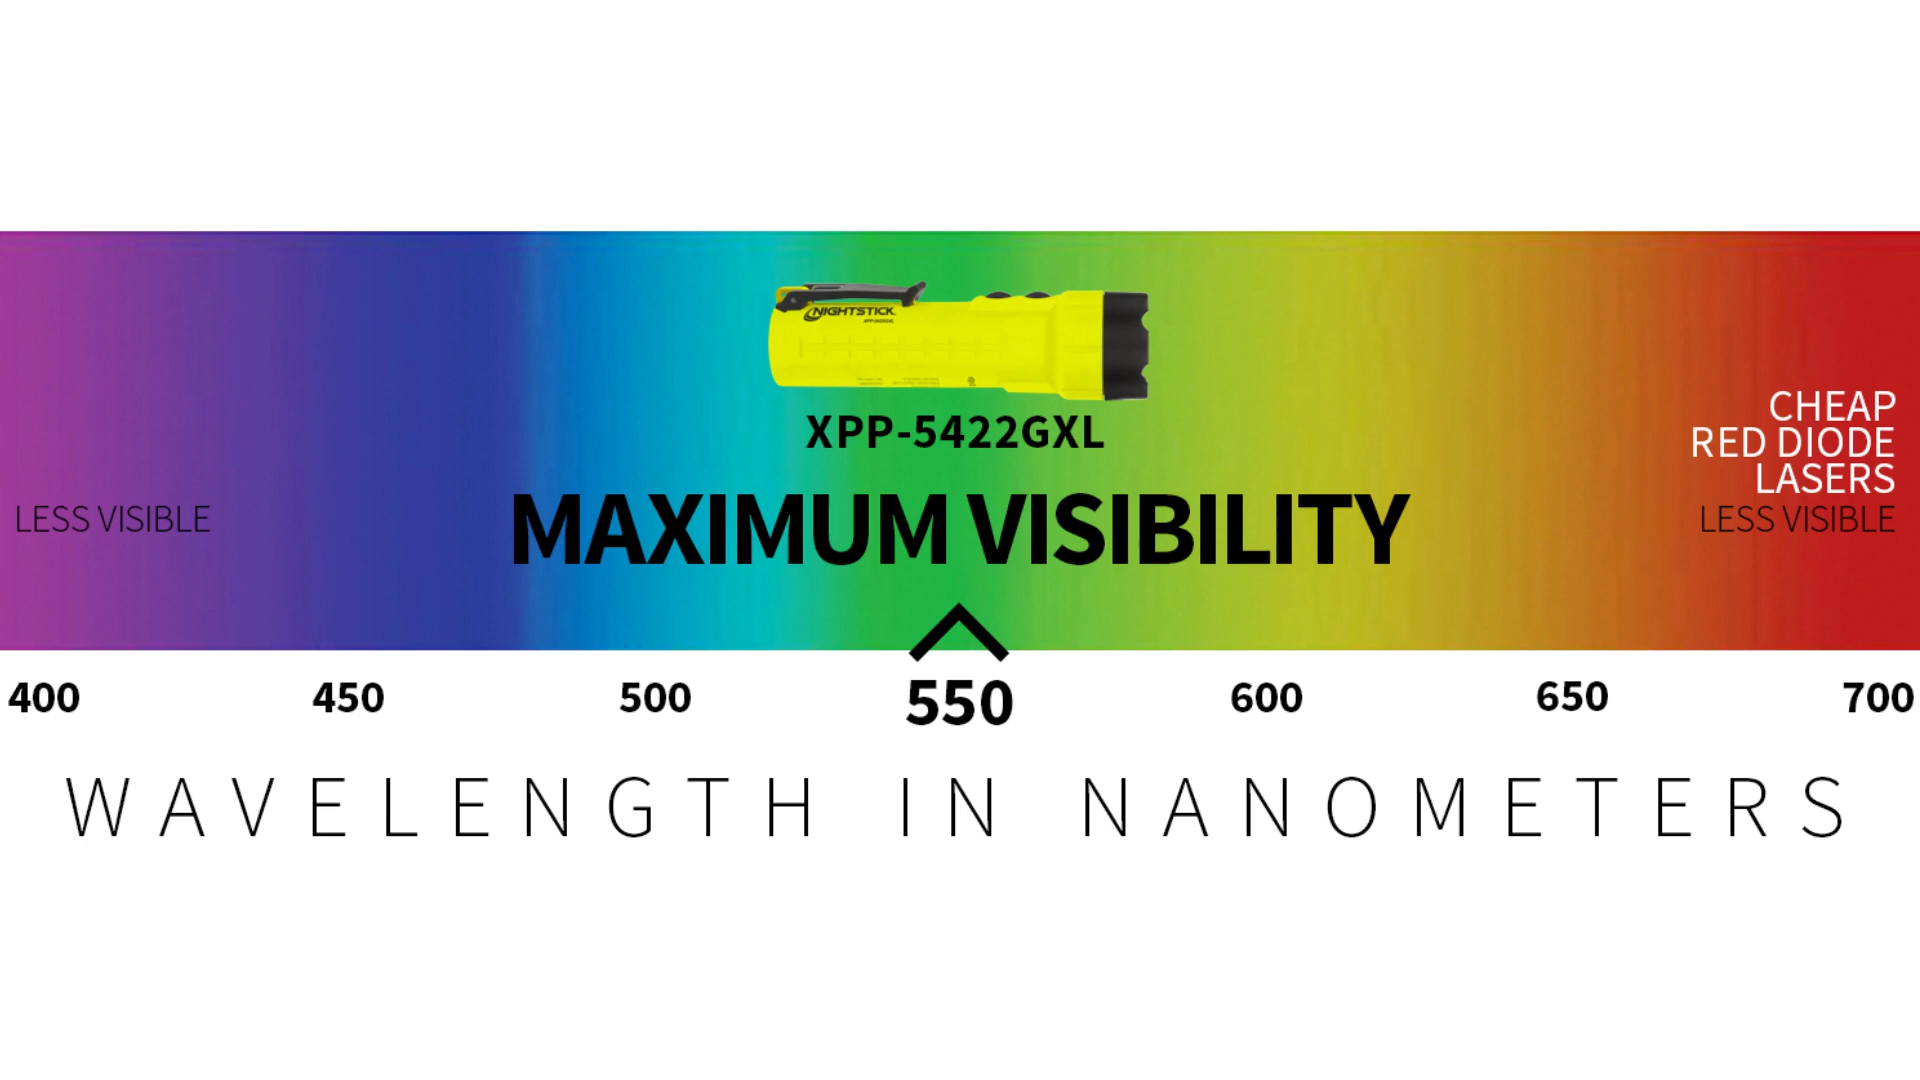 NIGHTSTICK
XPP-5422GXL
MAXIMUM VISIBILITY
LESS VISIBLE
CHEAP
RED DIODE
LASERS
LESS VISIBLE
400 450 500 550 600 650 700
WAVELENGTH IN NANOMETERS